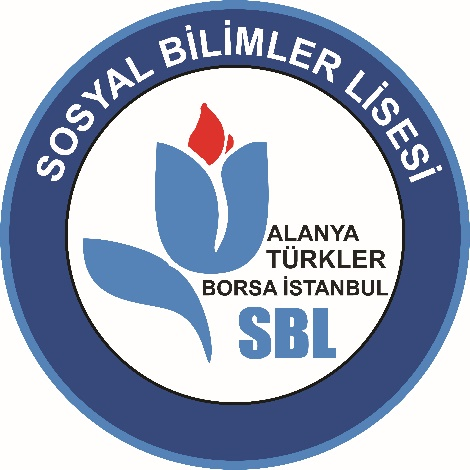 SOSYAL BİLİMLER LİSESİ
ALANYA
TÜRKLER
BORSA İSTANBUL
SBL